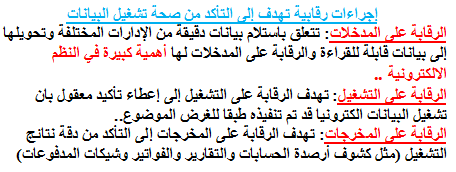 إجراءات رقابية تهدف إلى التأكد من صحة تشغيل البيانات
الرقابة على المدخلات: تتعلق باستلام بيانات دقيقة من الإدارات المختلفة وتحويلها
إلى بيانات قابلة للقراءة والرقابة على المدخلات لها أهمية كبيرة في النظم
الالكترونية ..
الرقابة على التشغيل: تهدف الرقابة على التشغيل إلى إعطاء تأكيد معقول بان
تشغيل البيانات الكترونيا قد تم تنفيذه طبقا للغرض الموضوع..
الرقابة على المخرجات: تهدف الرقابة على المخرجات إلى التأكد من دقة نتائج
التشغيل (مثل كشوف أرصدة الحسابات والتقارير والفواتير وشيكات المدفوعات)